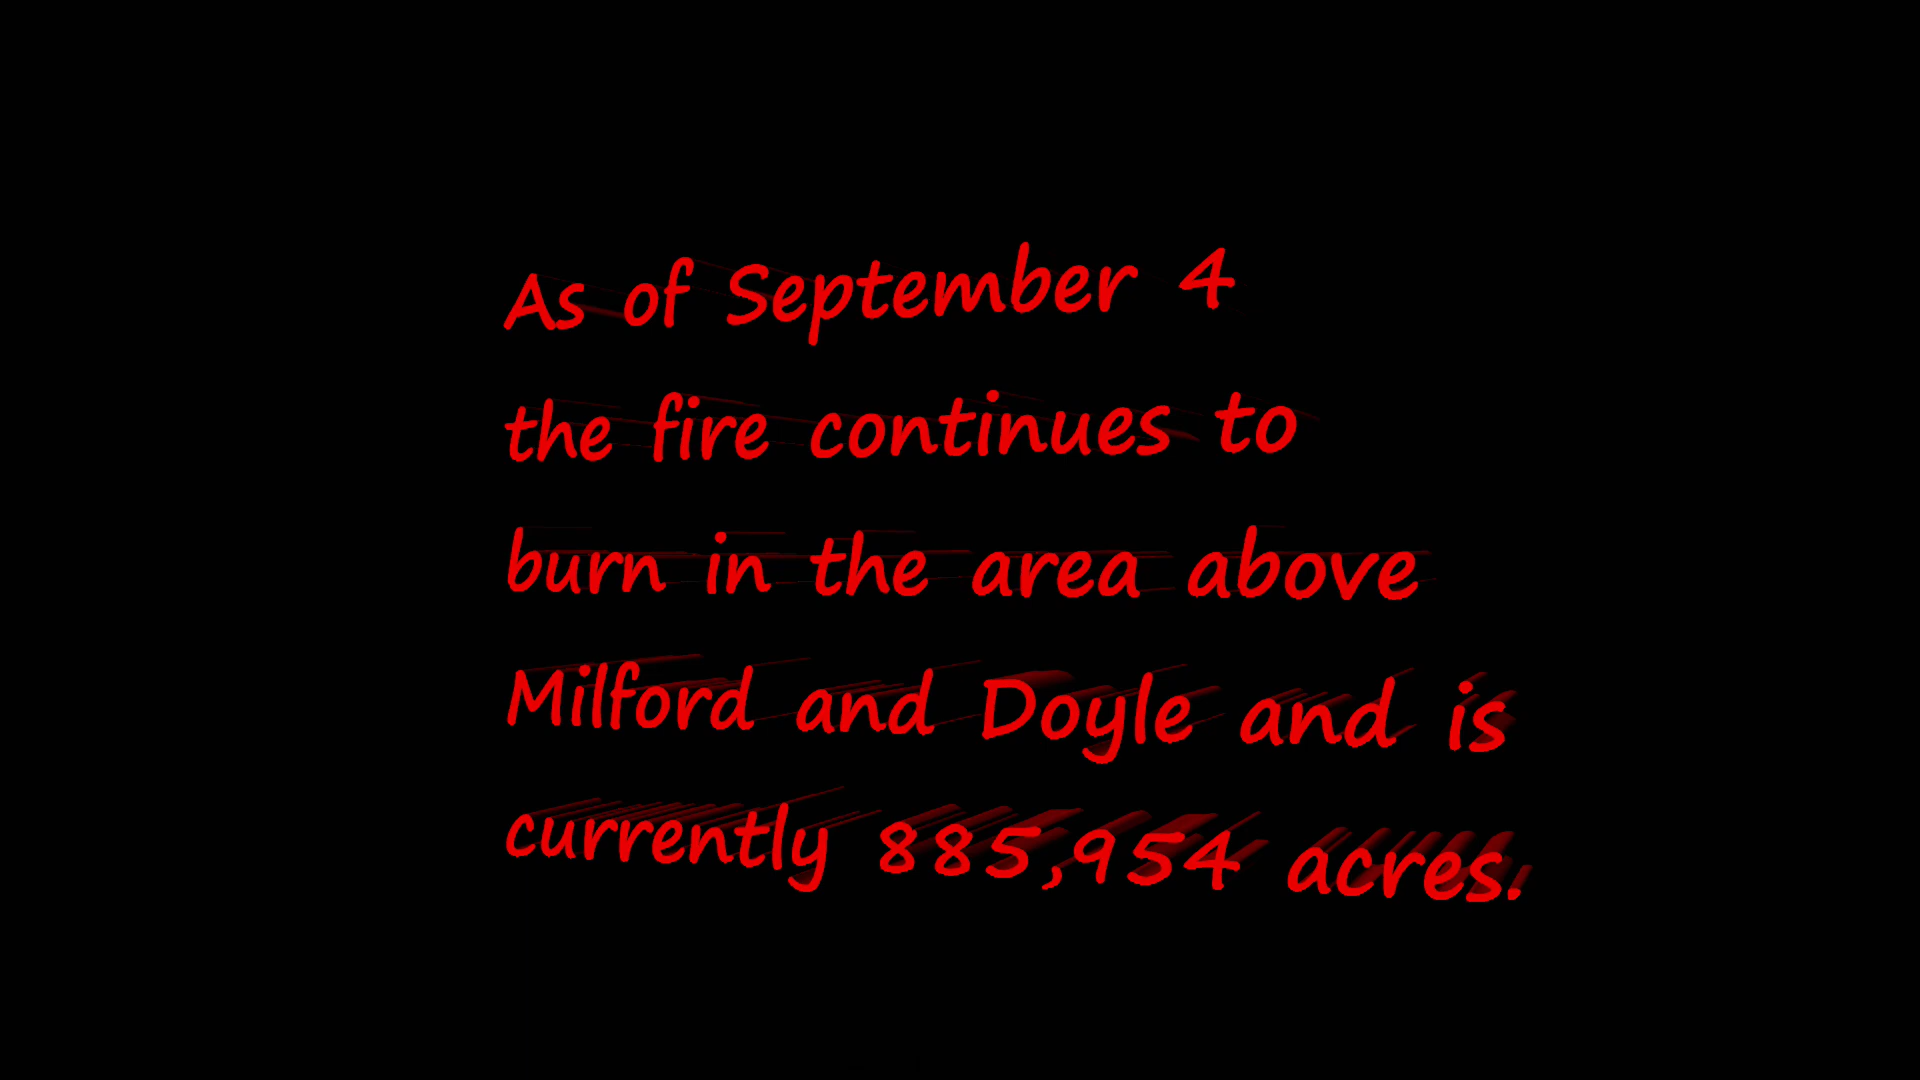 As of September 4
the fire continues to
burn in the area above
Milford and Doyle and is
currently 885,954 acres.